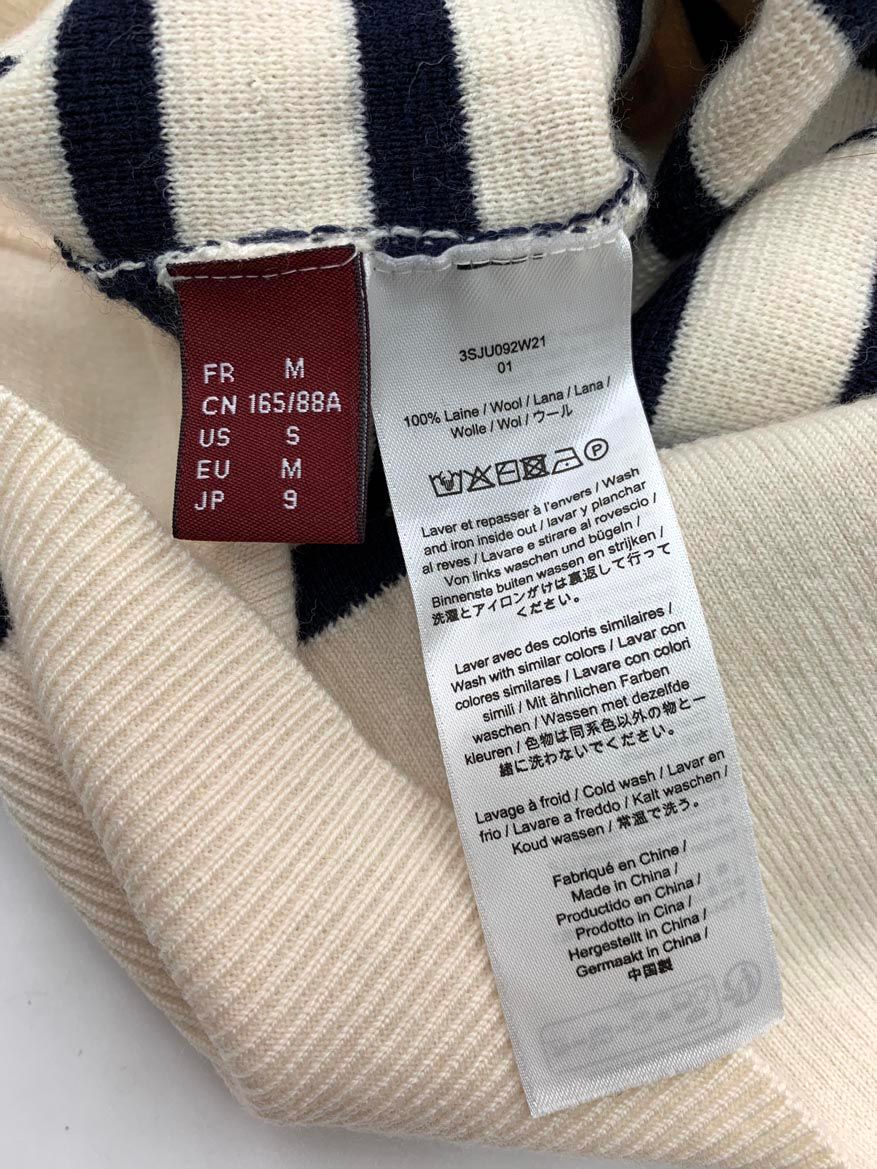 FR M
CN 165/88A
US S
EU M
JP 9
3SJU092W21
01
100% Laine / Wool / Lana / Lana /
Wolle / Wol / ウール
P
Laver et repasser à l'envers / Wash
and iron inside out / lavar y planchar
al reves / Lavare e stirare al rovescio /
Von links waschen und bügeln /
Binnenste buiten wassen en strijken /
洗濯とアイロンがけは裏返して行って
ください。
Laver avec des coloris similaires /
Wash with similar colors / Lavar con
colores similares / Lavare con colori
simili / Mit ähnlichen Farben
waschen / Wassen met dezelfde
kleuren / 色物は同系色以外の物と一
緒に洗わないでください。
Lavage à froid / Cold wash / Lavar en
frio / Lavare a freddo / Kalt waschen /
Koud wassen / 常温で洗う。
Fabriqué en Chine /
Made in China /
Productido en China /
Prodotto in Cina /
Hergestellt in China /
Germaakt in China /
中国製